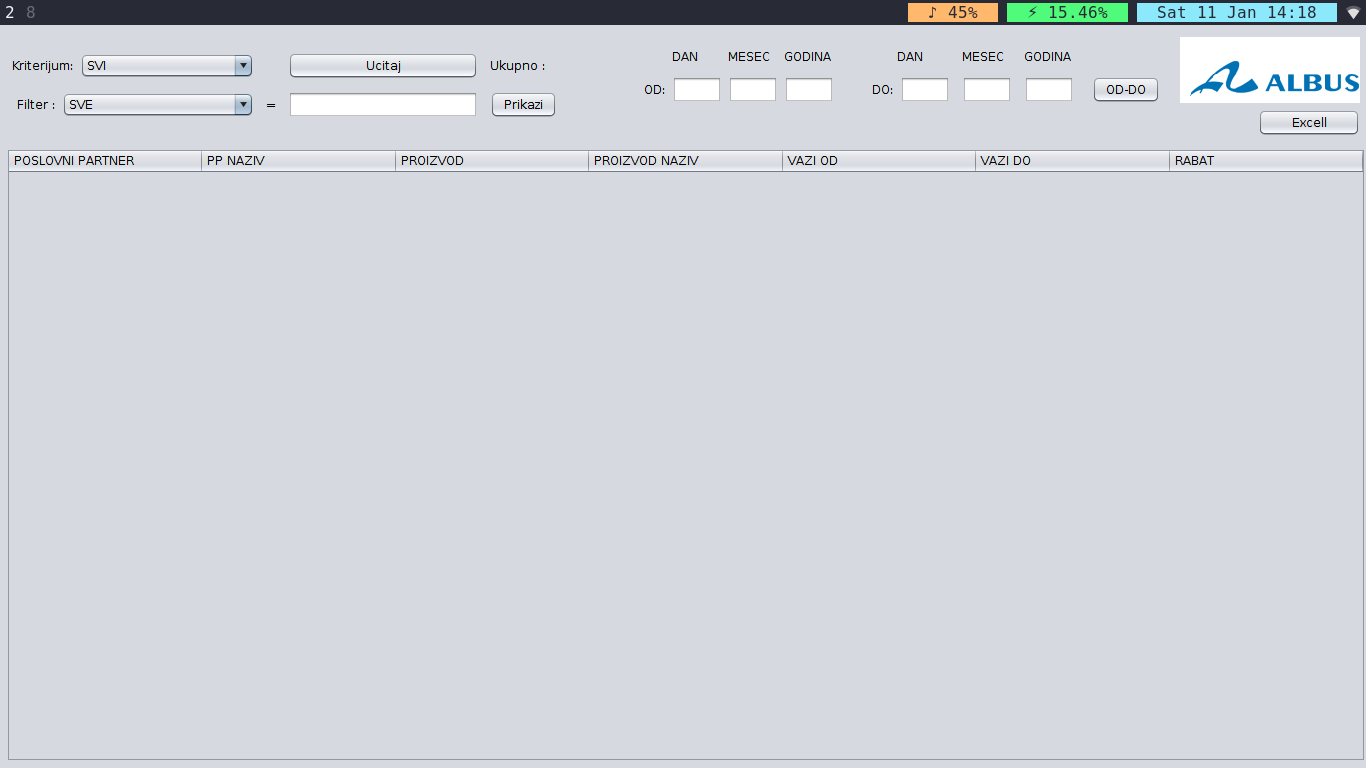 2 8 ♪ 45% ⚡ 15.46% Sat 11 Jan 14:18
Kriterijum: SVI Ucitaj Ukupno :
DAN MESEC GODINA DAN MESEC GODINA
OD: DO: OD-DO
ALBUS
Filter : SVE = Prikazi
Excell
POSLOVNI PARTNER PP NAZIV PROIZVOD PROIZVOD NAZIV VAZI OD VAZI DO RABAT